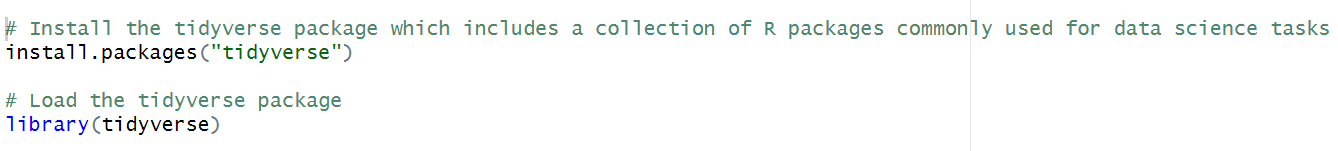 # Install the tidyverse package which includes a collection of R packages commonly used for data science tasks
install.packages("tidyverse")
# Load the tidyverse package
library(tidyverse)